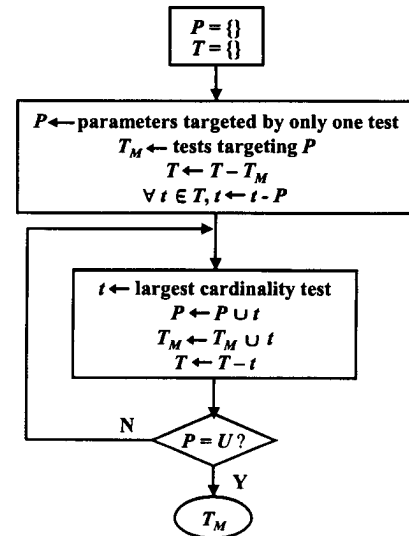 P = {}
T = {}
P ← parameters targeted by only one test
T_M ← tests targeting P
T ← T – T_M
∀ t ∈ T, t ← t - P
t ← largest cardinality test
P ← P ∪ t
T_M ← T_M ∪ t
T ← T – t
N
P = U ?
Y
T_M